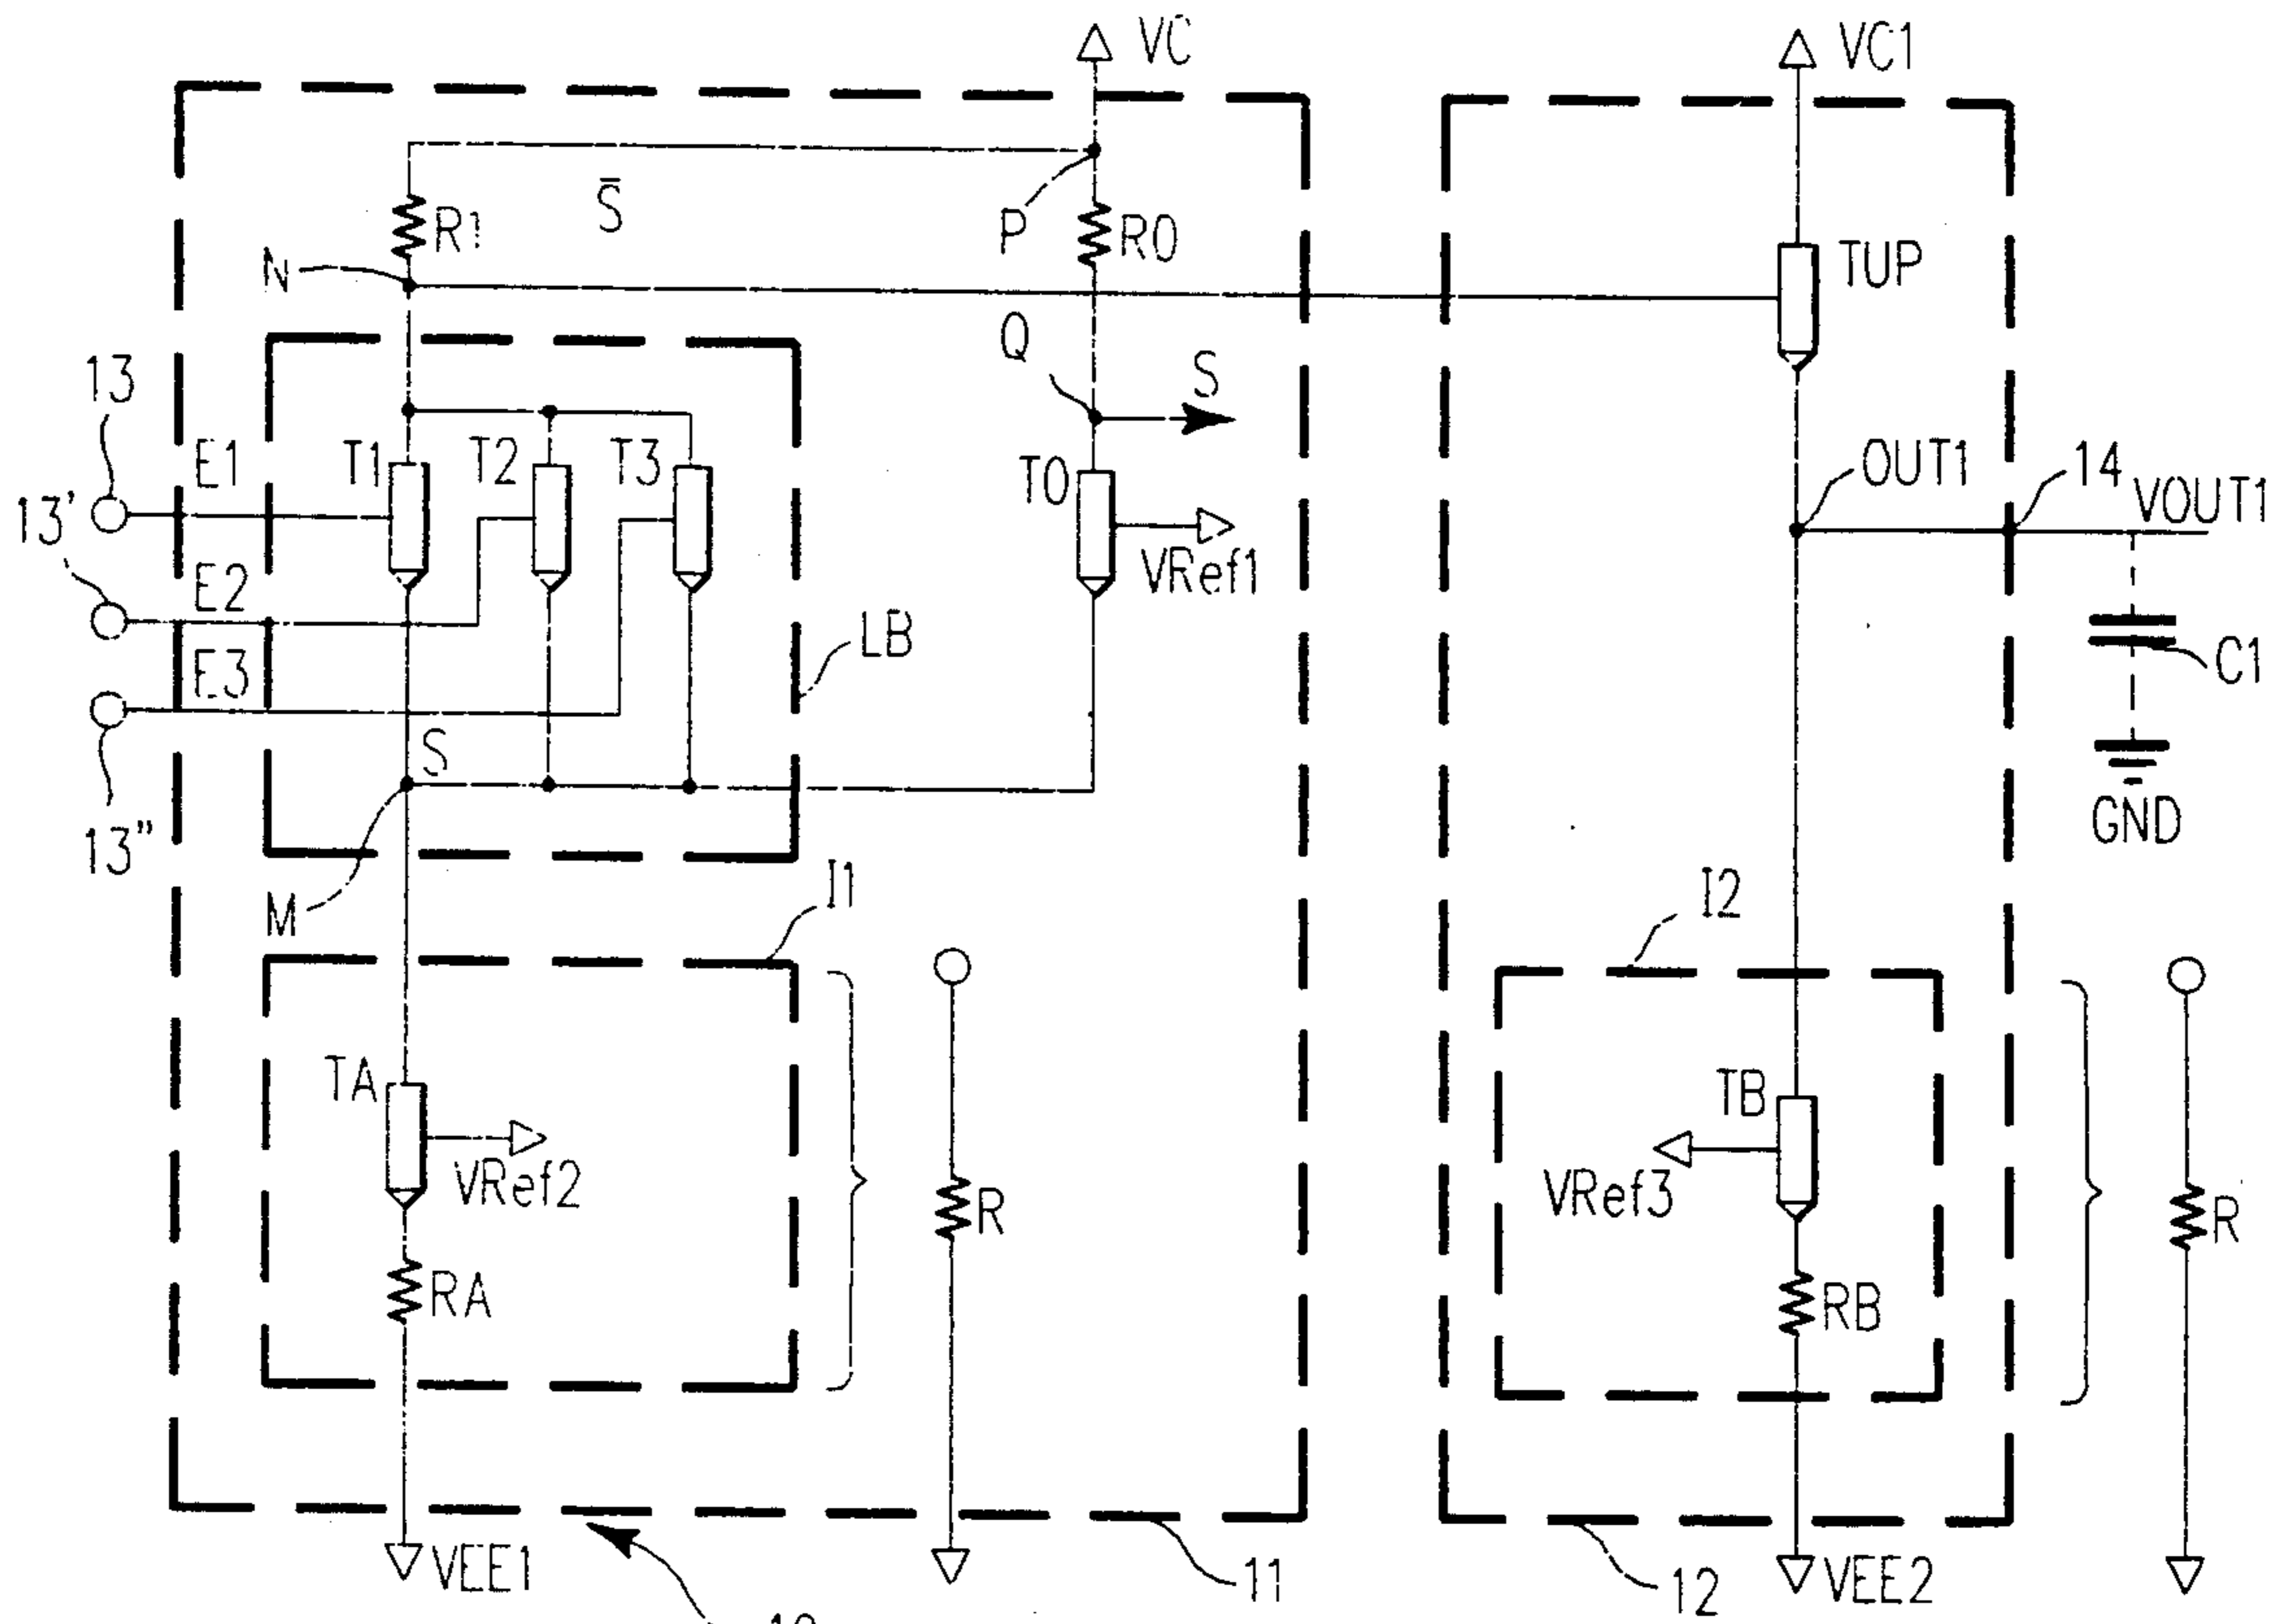 VC
VC1
S̄
R1
P
R0
N
TUP
Q
S
13
E1
T1
T2
T3
T0
OUT1
14
VOUT1
13'
VRef1
E2
LB
E3
C1
S
13"
GND
M
I1
I2
TA
TB
VRef2
VRef3
R
R
RA
RB
VEE1
11
12
VEE2